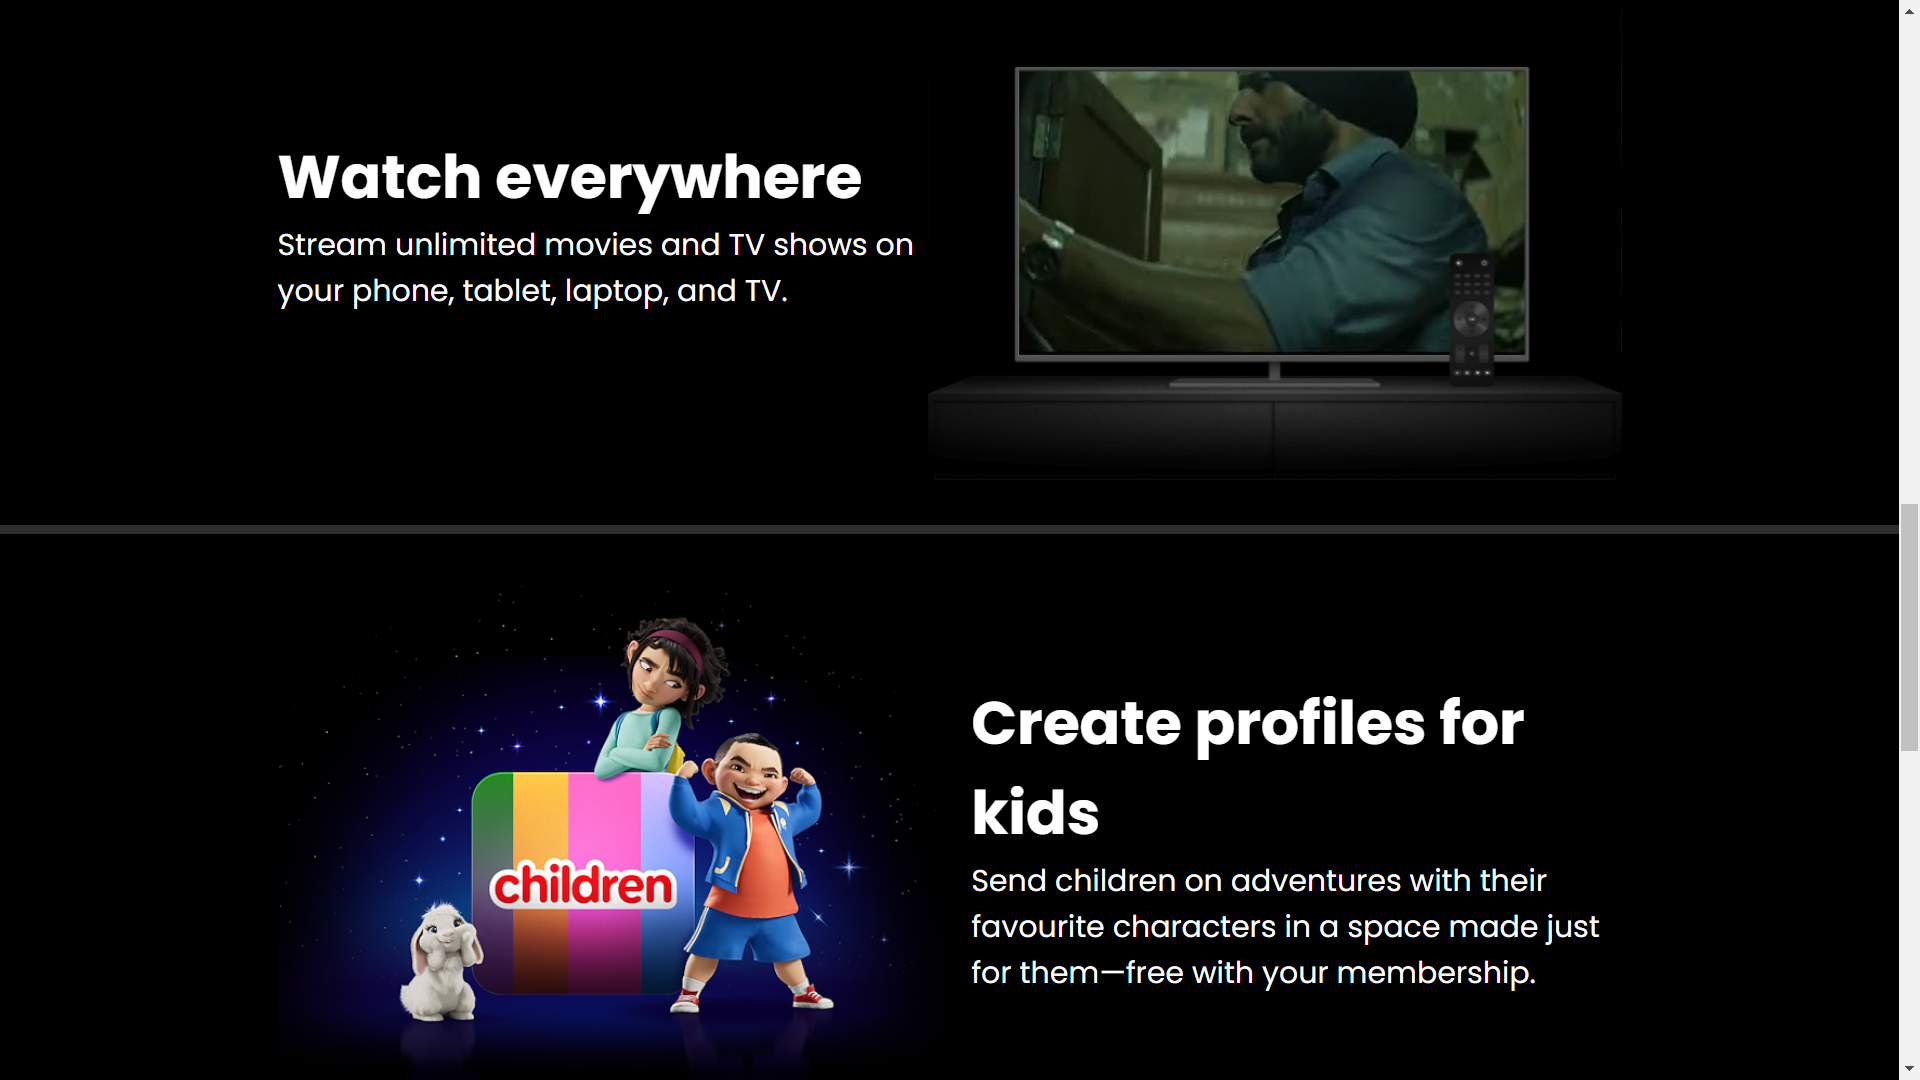 Watch everywhere
Stream unlimited movies and TV shows on
your phone, tablet, laptop, and TV.
children
Create profiles for
kids
Send children on adventures with their
favourite characters in a space made just
for them—free with your membership.